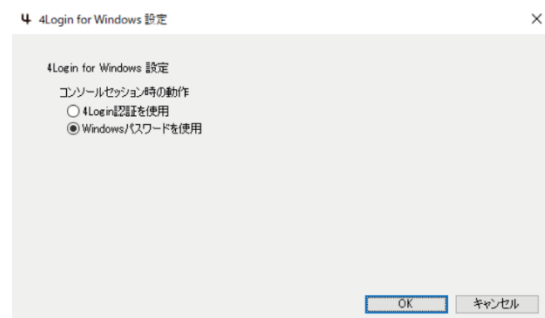 4 4Login for Windows 設定
4Login for Windows 設定
コンソールセッション時の動作
4Login認証を使用
Windowsパスワードを使用
OK キャンセル